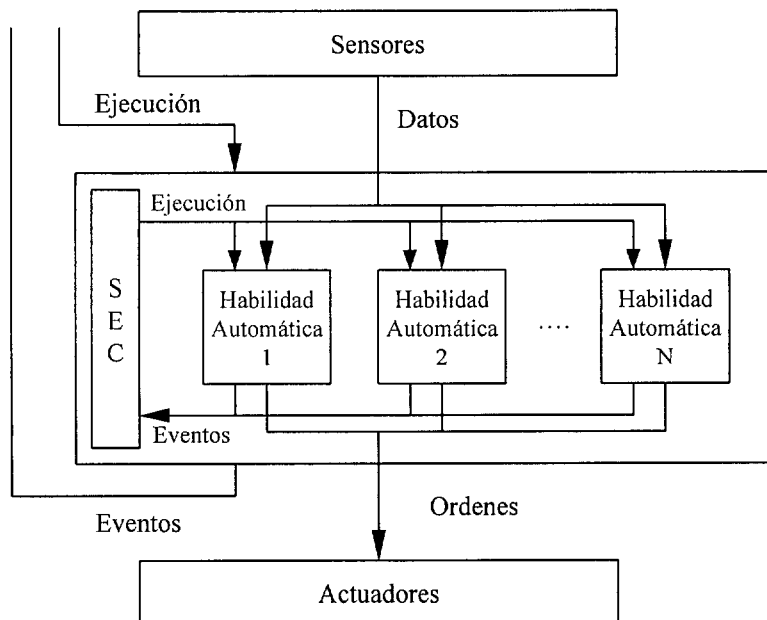 Sensores
Ejecución
Datos
Ejecución
S
E
C
Habilidad
Automática
1
Habilidad
Automática
2
....
Habilidad
Automática
N
Eventos
Eventos
Ordenes
Actuadores